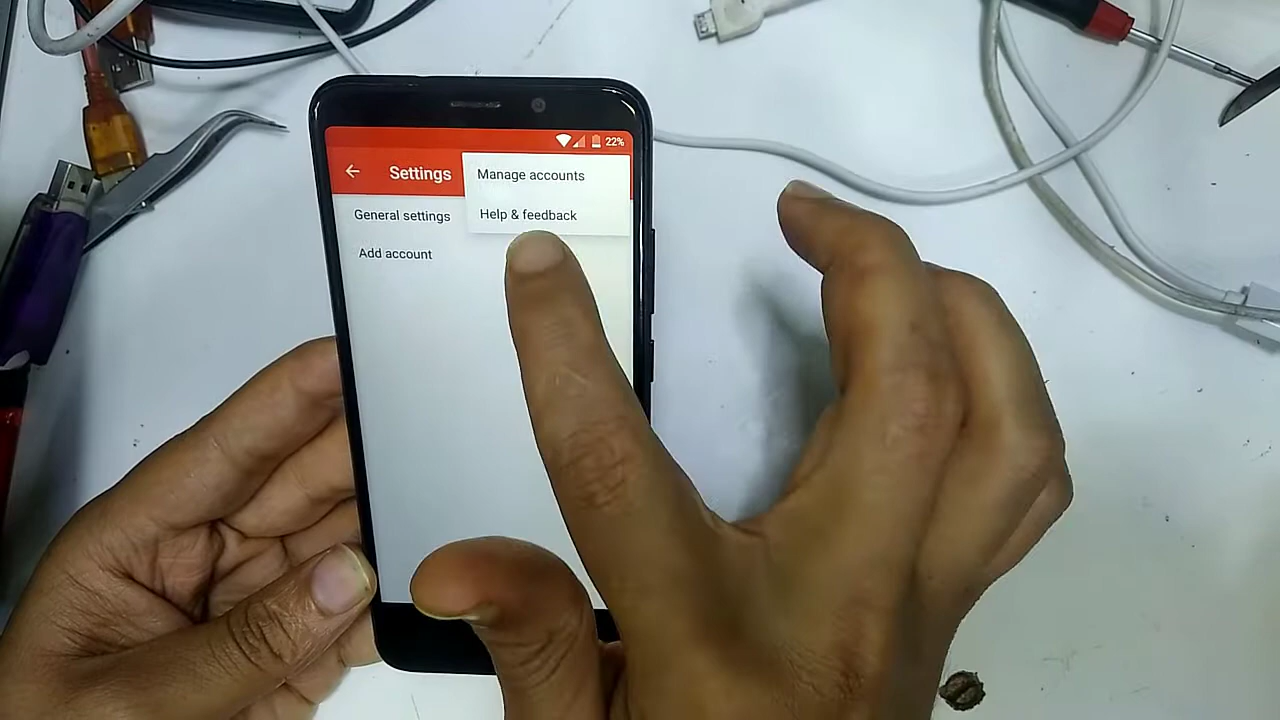 22%
Settings
Manage accounts
General settings
Help & feedback
Add account